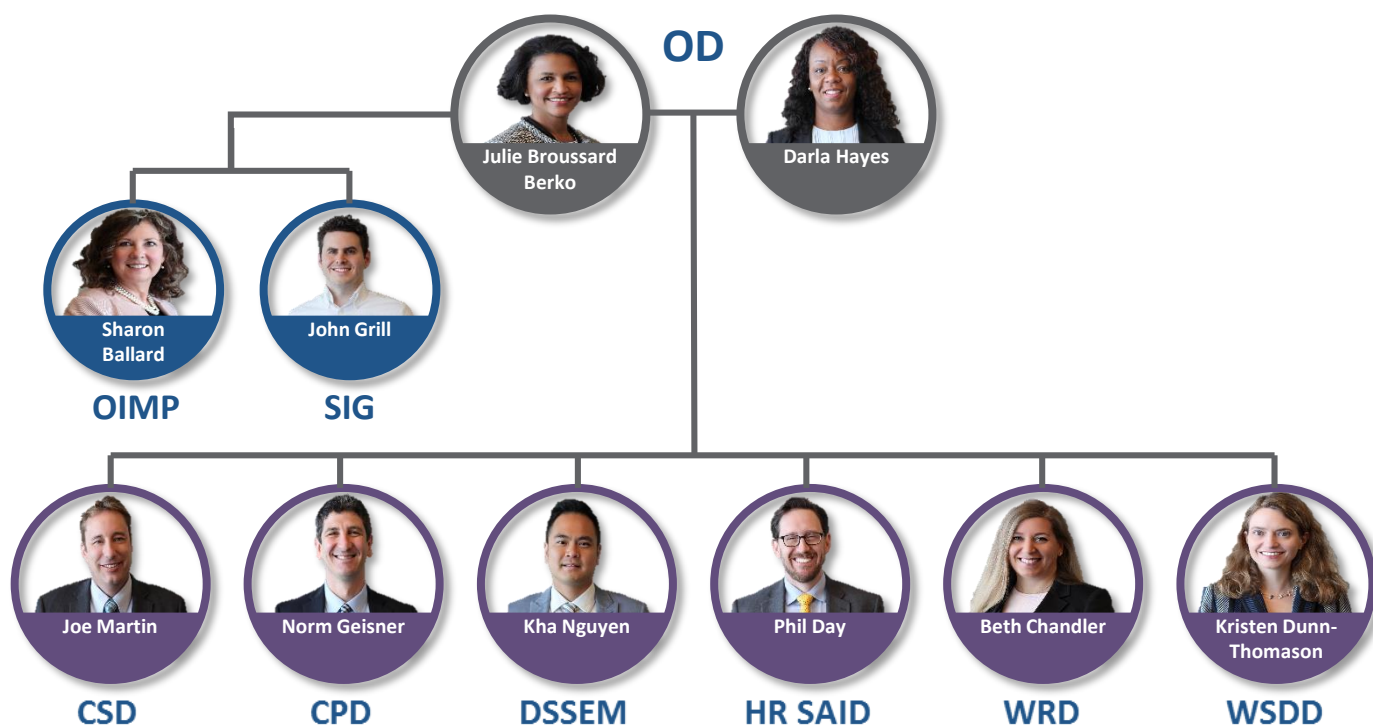 OD
Julie Broussard
Berko
Darla Hayes
Sharon
Ballard
John Grill
OIMP
SIG
Joe Martin
Norm Geisner
Kha Nguyen
Phil Day
Beth Chandler
Kristen Dunn-
Thomason
CSD
CPD
DSSEM
HR SAID
WRD
WSDD